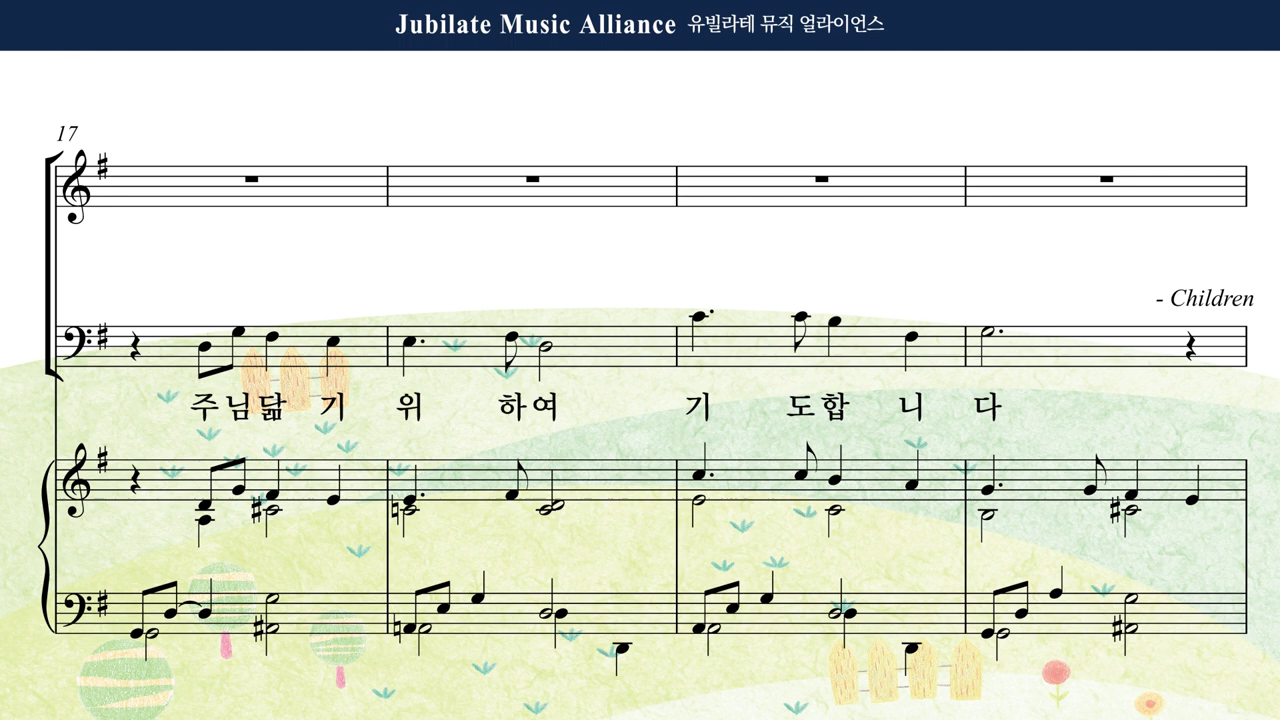 Jubilate Music Alliance 유빌라테 뮤직 얼라이언스
17
- Children
주님닮 기 위 하여 기 도합 니 다